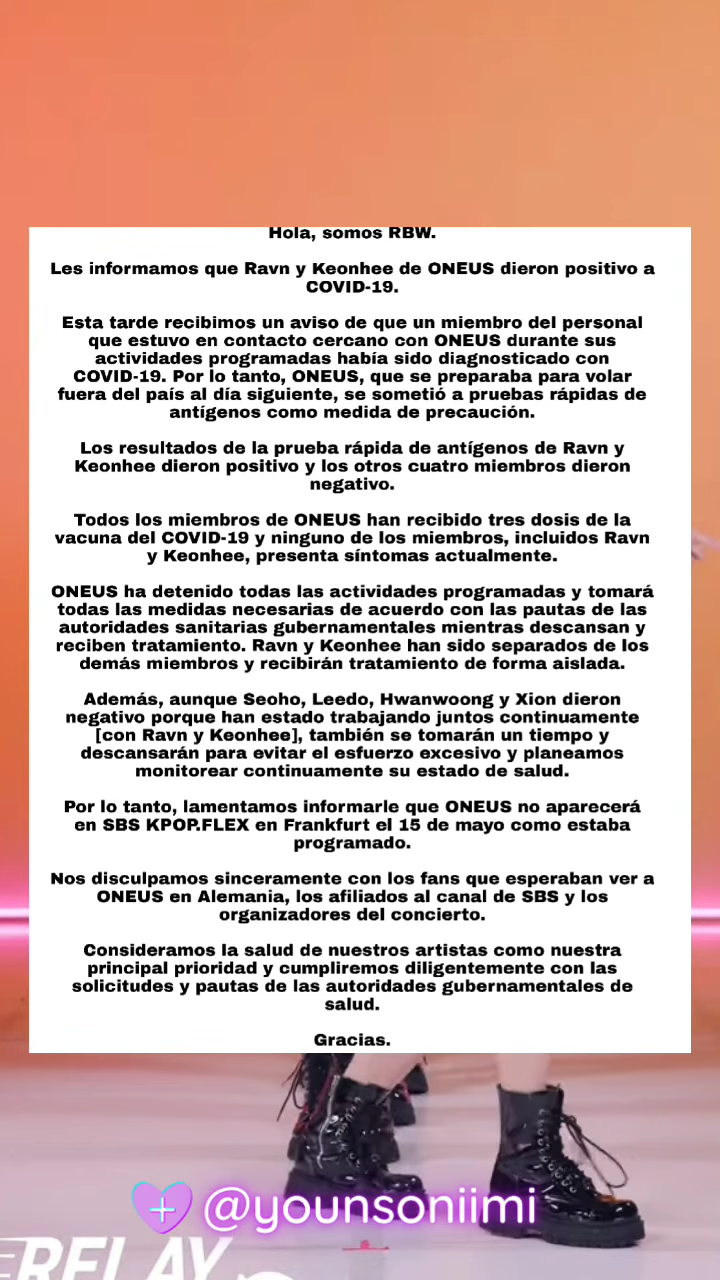 Hola, somos RBW.
Les informamos que Ravn y Keonhee de ONEUS dieron positivo a
COVID-19.
Esta tarde recibimos un aviso de que un miembro del personal
que estuvo en contacto cercano con ONEUS durante sus
actividades programadas había sido diagnosticado con
COVID-19. Por lo tanto, ONEUS, que se preparaba para volar
fuera del país al día siguiente, se sometió a pruebas rápidas de
antígenos como medida de precaución.
Los resultados de la prueba rápida de antígenos de Ravn y
Keonhee dieron positivo y los otros cuatro miembros dieron
negativo.
Todos los miembros de ONEUS han recibido tres dosis de la
vacuna del COVID-19 y ninguno de los miembros, incluidos Ravn
y Keonhee, presenta síntomas actualmente.
ONEUS ha detenido todas las actividades programadas y tomará
todas las medidas necesarias de acuerdo con las pautas de las
autoridades sanitarias gubernamentales mientras descansan y
reciben tratamiento. Ravn y Keonhee han sido separados de los
demás miembros y recibirán tratamiento de forma aislada.
Además, aunque Seoho, Leedo, Hwanwoong y Xion dieron
negativo porque han estado trabajando juntos continuamente
[con Ravn y Keonhee], también se tomarán un tiempo y
descansarán para evitar el esfuerzo excesivo y planeamos
monitorear continuamente su estado de salud.
Por lo tanto, lamentamos informarle que ONEUS no aparecerá
en SBS KPOP.FLEX en Frankfurt el 15 de mayo como estaba
programado.
Nos disculpamos sinceramente con los fans que esperaban ver a
ONEUS en Alemania, los afiliados al canal de SBS y los
organizadores del concierto.
Consideramos la salud de nuestros artistas como nuestra
principal prioridad y cumpliremos diligentemente con las
solicitudes y pautas de las autoridades gubernamentales de
salud.
Gracias.
@younsoniimi
RELAY